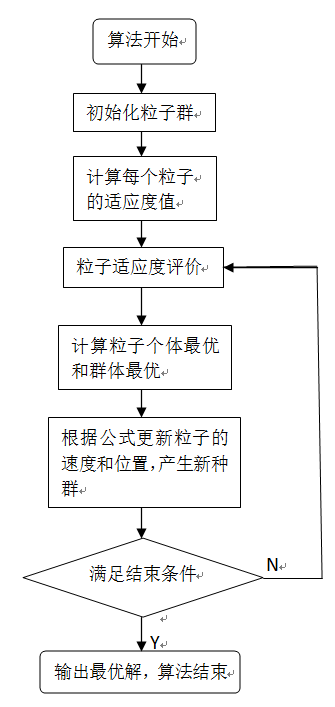 算法开始
初始化粒子群
计算每个粒子
的适应度值
粒子适应度评价
计算粒子个体最优
和群体最优
根据公式更新粒子的
速度和位置,产生新种
群
满足结束条件
N
Y
输出最优解，算法结束